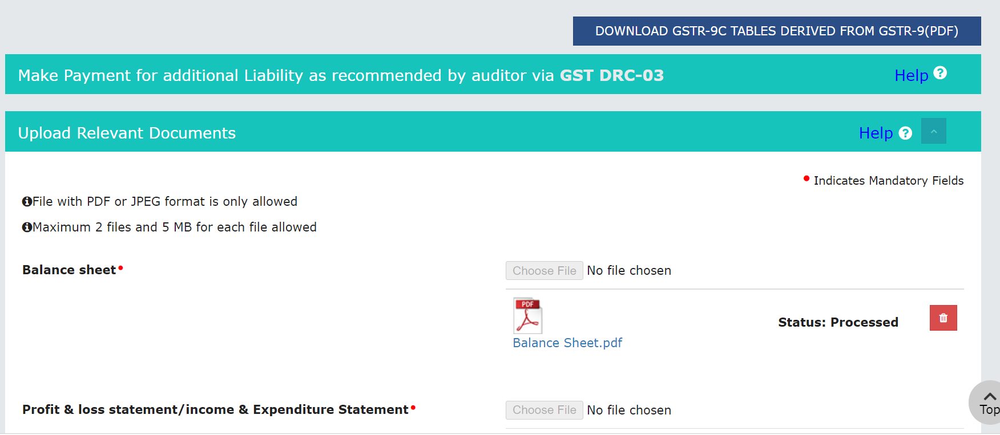 DOWNLOAD GSTR-9C TABLES DERIVED FROM GSTR-9(PDF)
Make Payment for additional Liability as recommended by auditor via GST DRC-03
Help ?
Upload Relevant Documents
Help ?
Indicates Mandatory Fields
File with PDF or JPEG format is only allowed
Maximum 2 files and 5 MB for each file allowed
Balance sheet
Choose File No file chosen
PDF
Status: Processed
Balance Sheet.pdf
Profit & loss statement/income & Expenditure Statement
Choose File No file chosen
Top